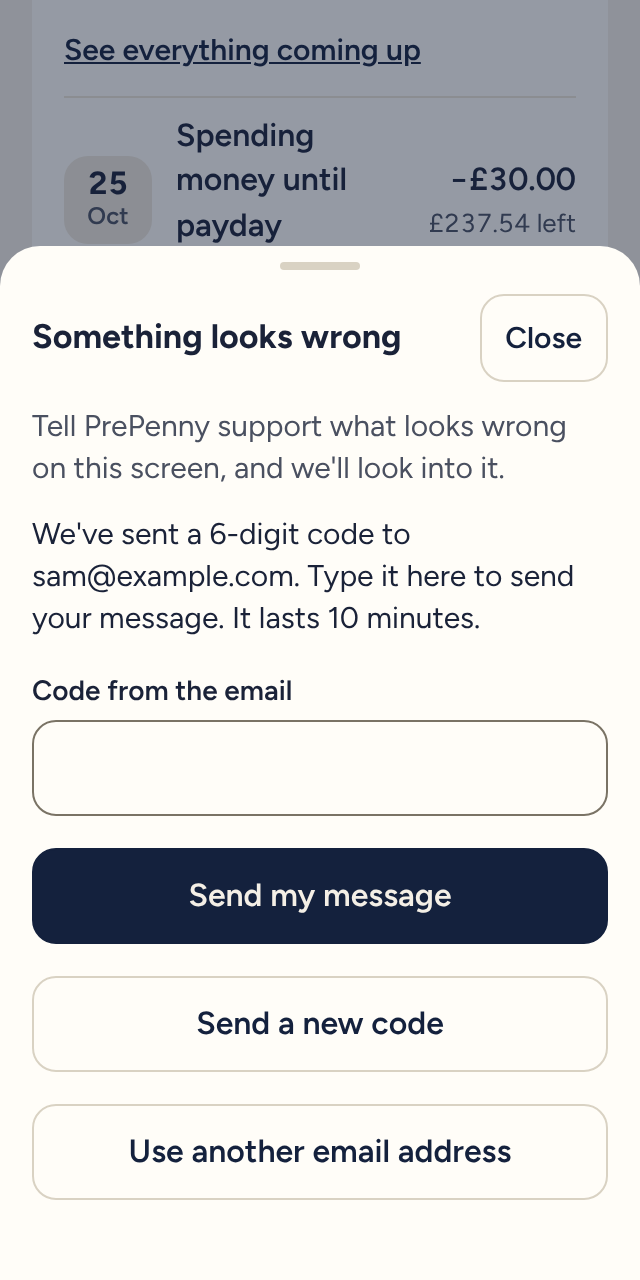 See everything coming up
25
Oct
Spending
money until
payday
-£30.00
£237.54 left
Something looks wrong
Close
Tell PrePenny support what looks wrong
on this screen, and we'll look into it.
We've sent a 6-digit code to
sam@example.com. Type it here to send
your message. It lasts 10 minutes.
Code from the email
Send my message
Send a new code
Use another email address